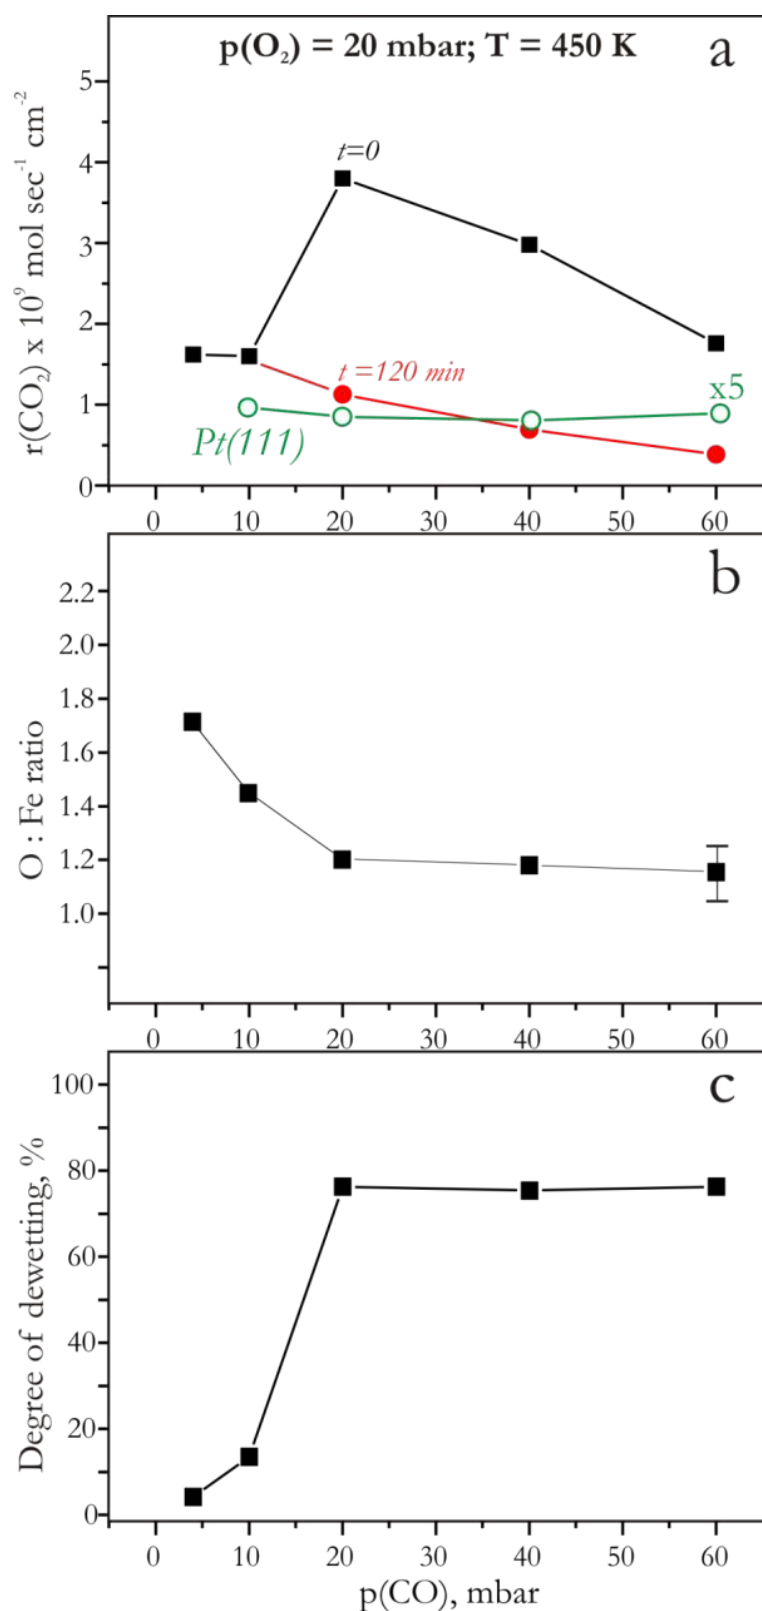 p(O₂) = 20 mbar; T = 450 K
a
r(CO₂) x 10⁹ mol sec⁻¹ cm⁻²
5
4
3
2
1
0
t=0
t =120 min
x5
Pt(111)
0 10 20 30 40 50 60
b
O : Fe ratio
2.2
2.0
1.8
1.6
1.4
1.2
1.0
0 10 20 30 40 50 60
c
Degree of dewetting, %
100
80
60
40
20
0
0 10 20 30 40 50 60
p(CO), mbar